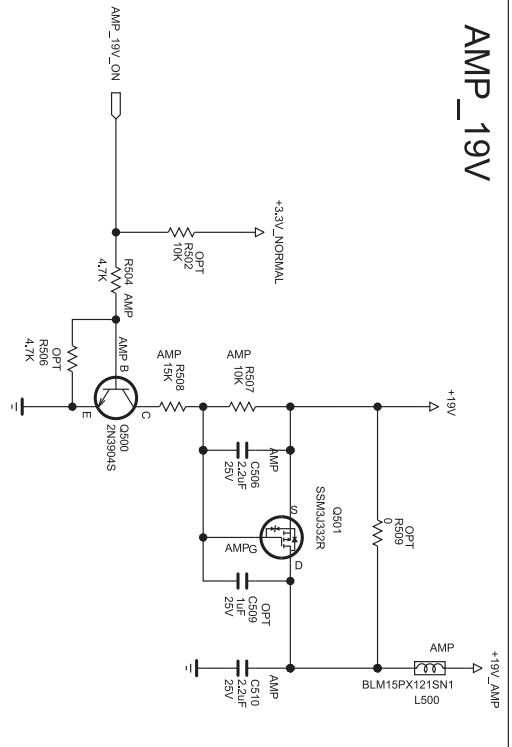 AMP_19V
AMP_19V_ON
+3.3V_NORMAL
OPT
R502
10K
R504
4.7K
AMP
OPT
R506
4.7K
AMP
B
E
C
Q500
2N3904S
AMP
R508
15K
AMP
R507
10K
+19V
AMP
C506
2.2uF
25V
Q501
SSM3J332R
S
G
D
AMP
OPT
C509
1uF
25V
OPT
R509
0
AMP
C510
2.2uF
25V
AMP
BLM15PX121SN1
L500
+19V_AMP